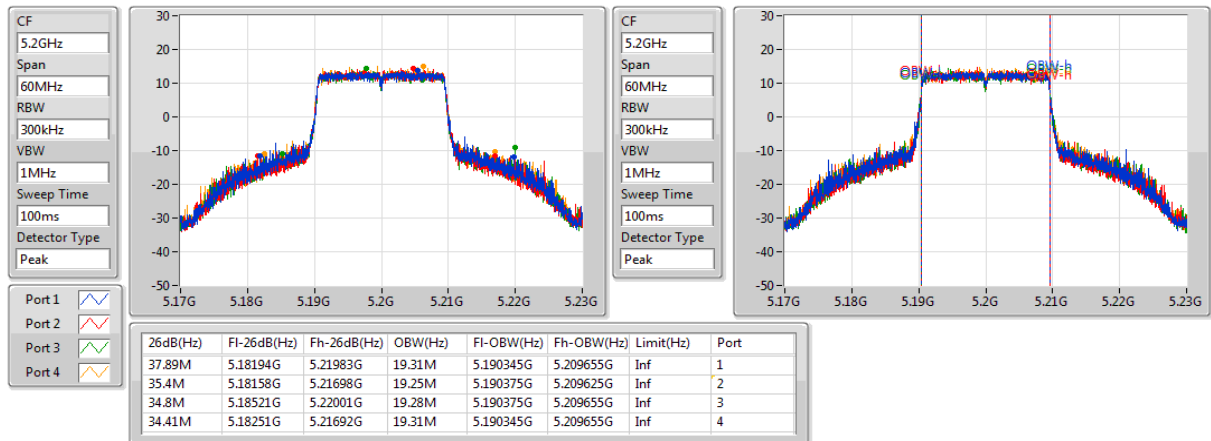 CF
5.2GHz
Span
60MHz
RBW
300kHz
VBW
1MHz
Sweep Time
100ms
Detector Type
Peak
30
20
10
0
-10
-20
-30
-40
-50
5.17G 5.18G 5.19G 5.2G 5.21G 5.22G 5.23G
CF
5.2GHz
Span
60MHz
RBW
300kHz
VBW
1MHz
Sweep Time
100ms
Detector Type
Peak
30
20
10
0
-10
-20
-30
-40
-50
OBW-h
OBW-h
5.17G 5.18G 5.19G 5.2G 5.21G 5.22G 5.23G
Port 1
Port 2
Port 3
Port 4
26dB(Hz) Fl-26dB(Hz) Fh-26dB(Hz) OBW(Hz) Fl-OBW(Hz) Fh-OBW(Hz) Limit(Hz) Port
37.89M 5.18194G 5.21983G 19.31M 5.190345G 5.209655G Inf 1
35.4M 5.18158G 5.21698G 19.25M 5.190375G 5.209625G Inf 2
34.8M 5.18521G 5.22001G 19.28M 5.190375G 5.209655G Inf 3
34.41M 5.18251G 5.21692G 19.31M 5.190345G 5.209655G Inf 4